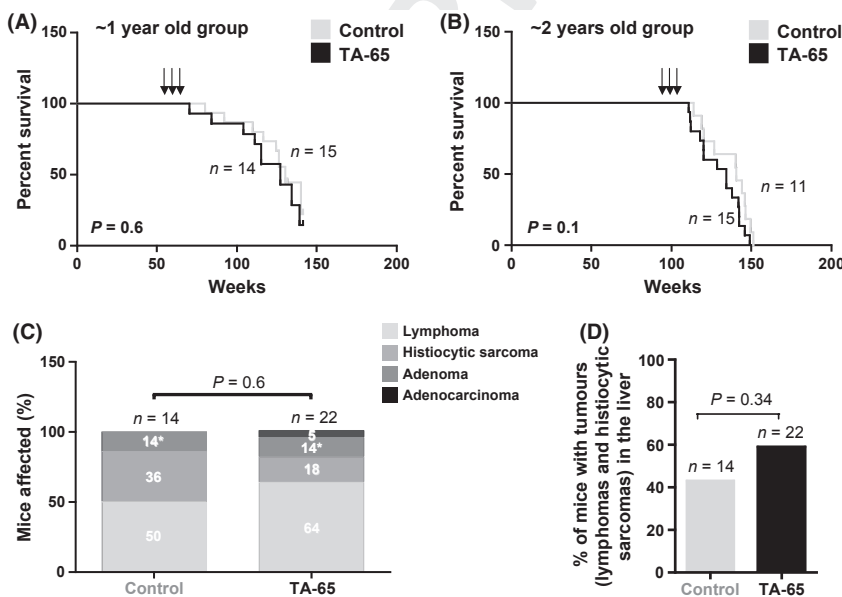 (A) ~1 year old group
Control
TA-65
150
100
50
0
Percent survival
n = 15
n = 14
P = 0.6
0 50 100 150 200
Weeks
(B) ~2 years old group
Control
TA-65
150
100
50
0
Percent survival
n = 11
n = 15
P = 0.1
0 50 100 150 200
Weeks
(C)
Lymphoma
Histiocytic sarcoma
Adenoma
Adenocarcinoma
150
100
50
0
Mice affected (%)
P = 0.6
n = 14 n = 22
14*
36
50
5
14*
18
64
Control TA-65
(D)
% of mice with tumours
(lymphomas and histiocytic
sarcomas) in the liver
100
80
60
40
20
0
P = 0.34
n = 22
n = 14
Control TA-65